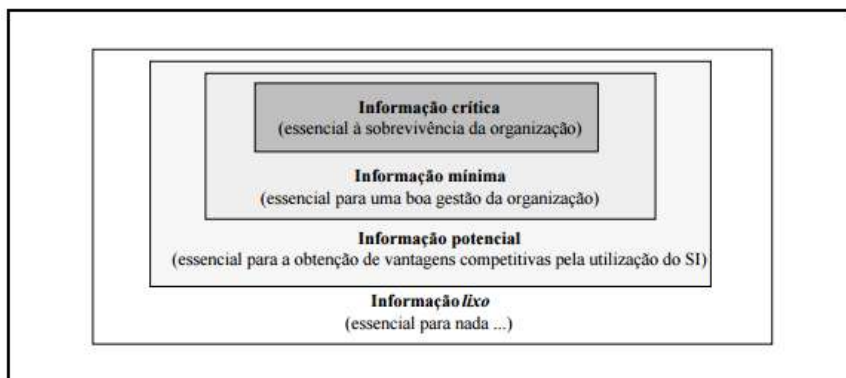 Informação crítica
(essencial à sobrevivência da organização)
Informação mínima
(essencial para uma boa gestão da organização)
Informação potencial
(essencial para a obtenção de vantagens competitivas pela utilização do SI)
Informação lixo
(essencial para nada ...)